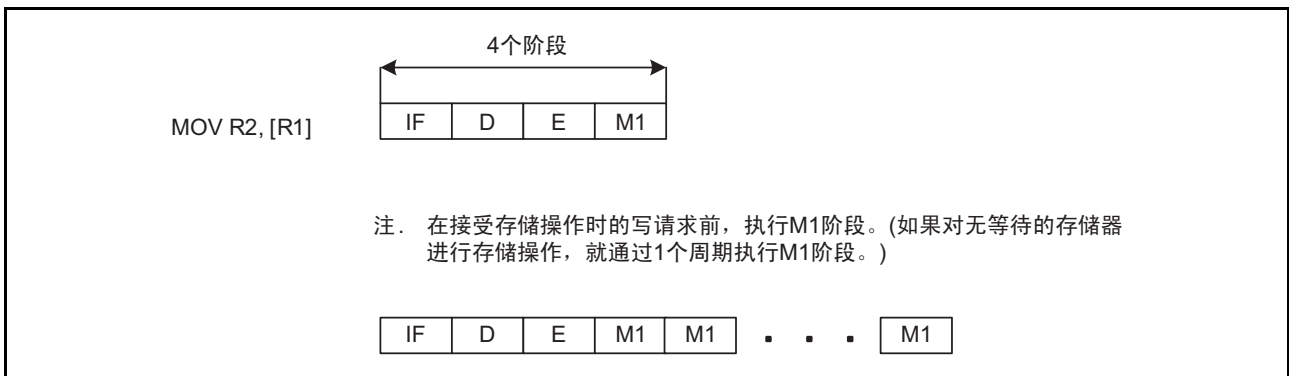 4个阶段
MOV R2, [R1]
IF D E M1
注. 在接受存储操作时的写请求前，执行M1阶段。(如果对无等待的存储器
进行存储操作，就通过1个周期执行M1阶段。)
IF D E M1 M1 . . . M1